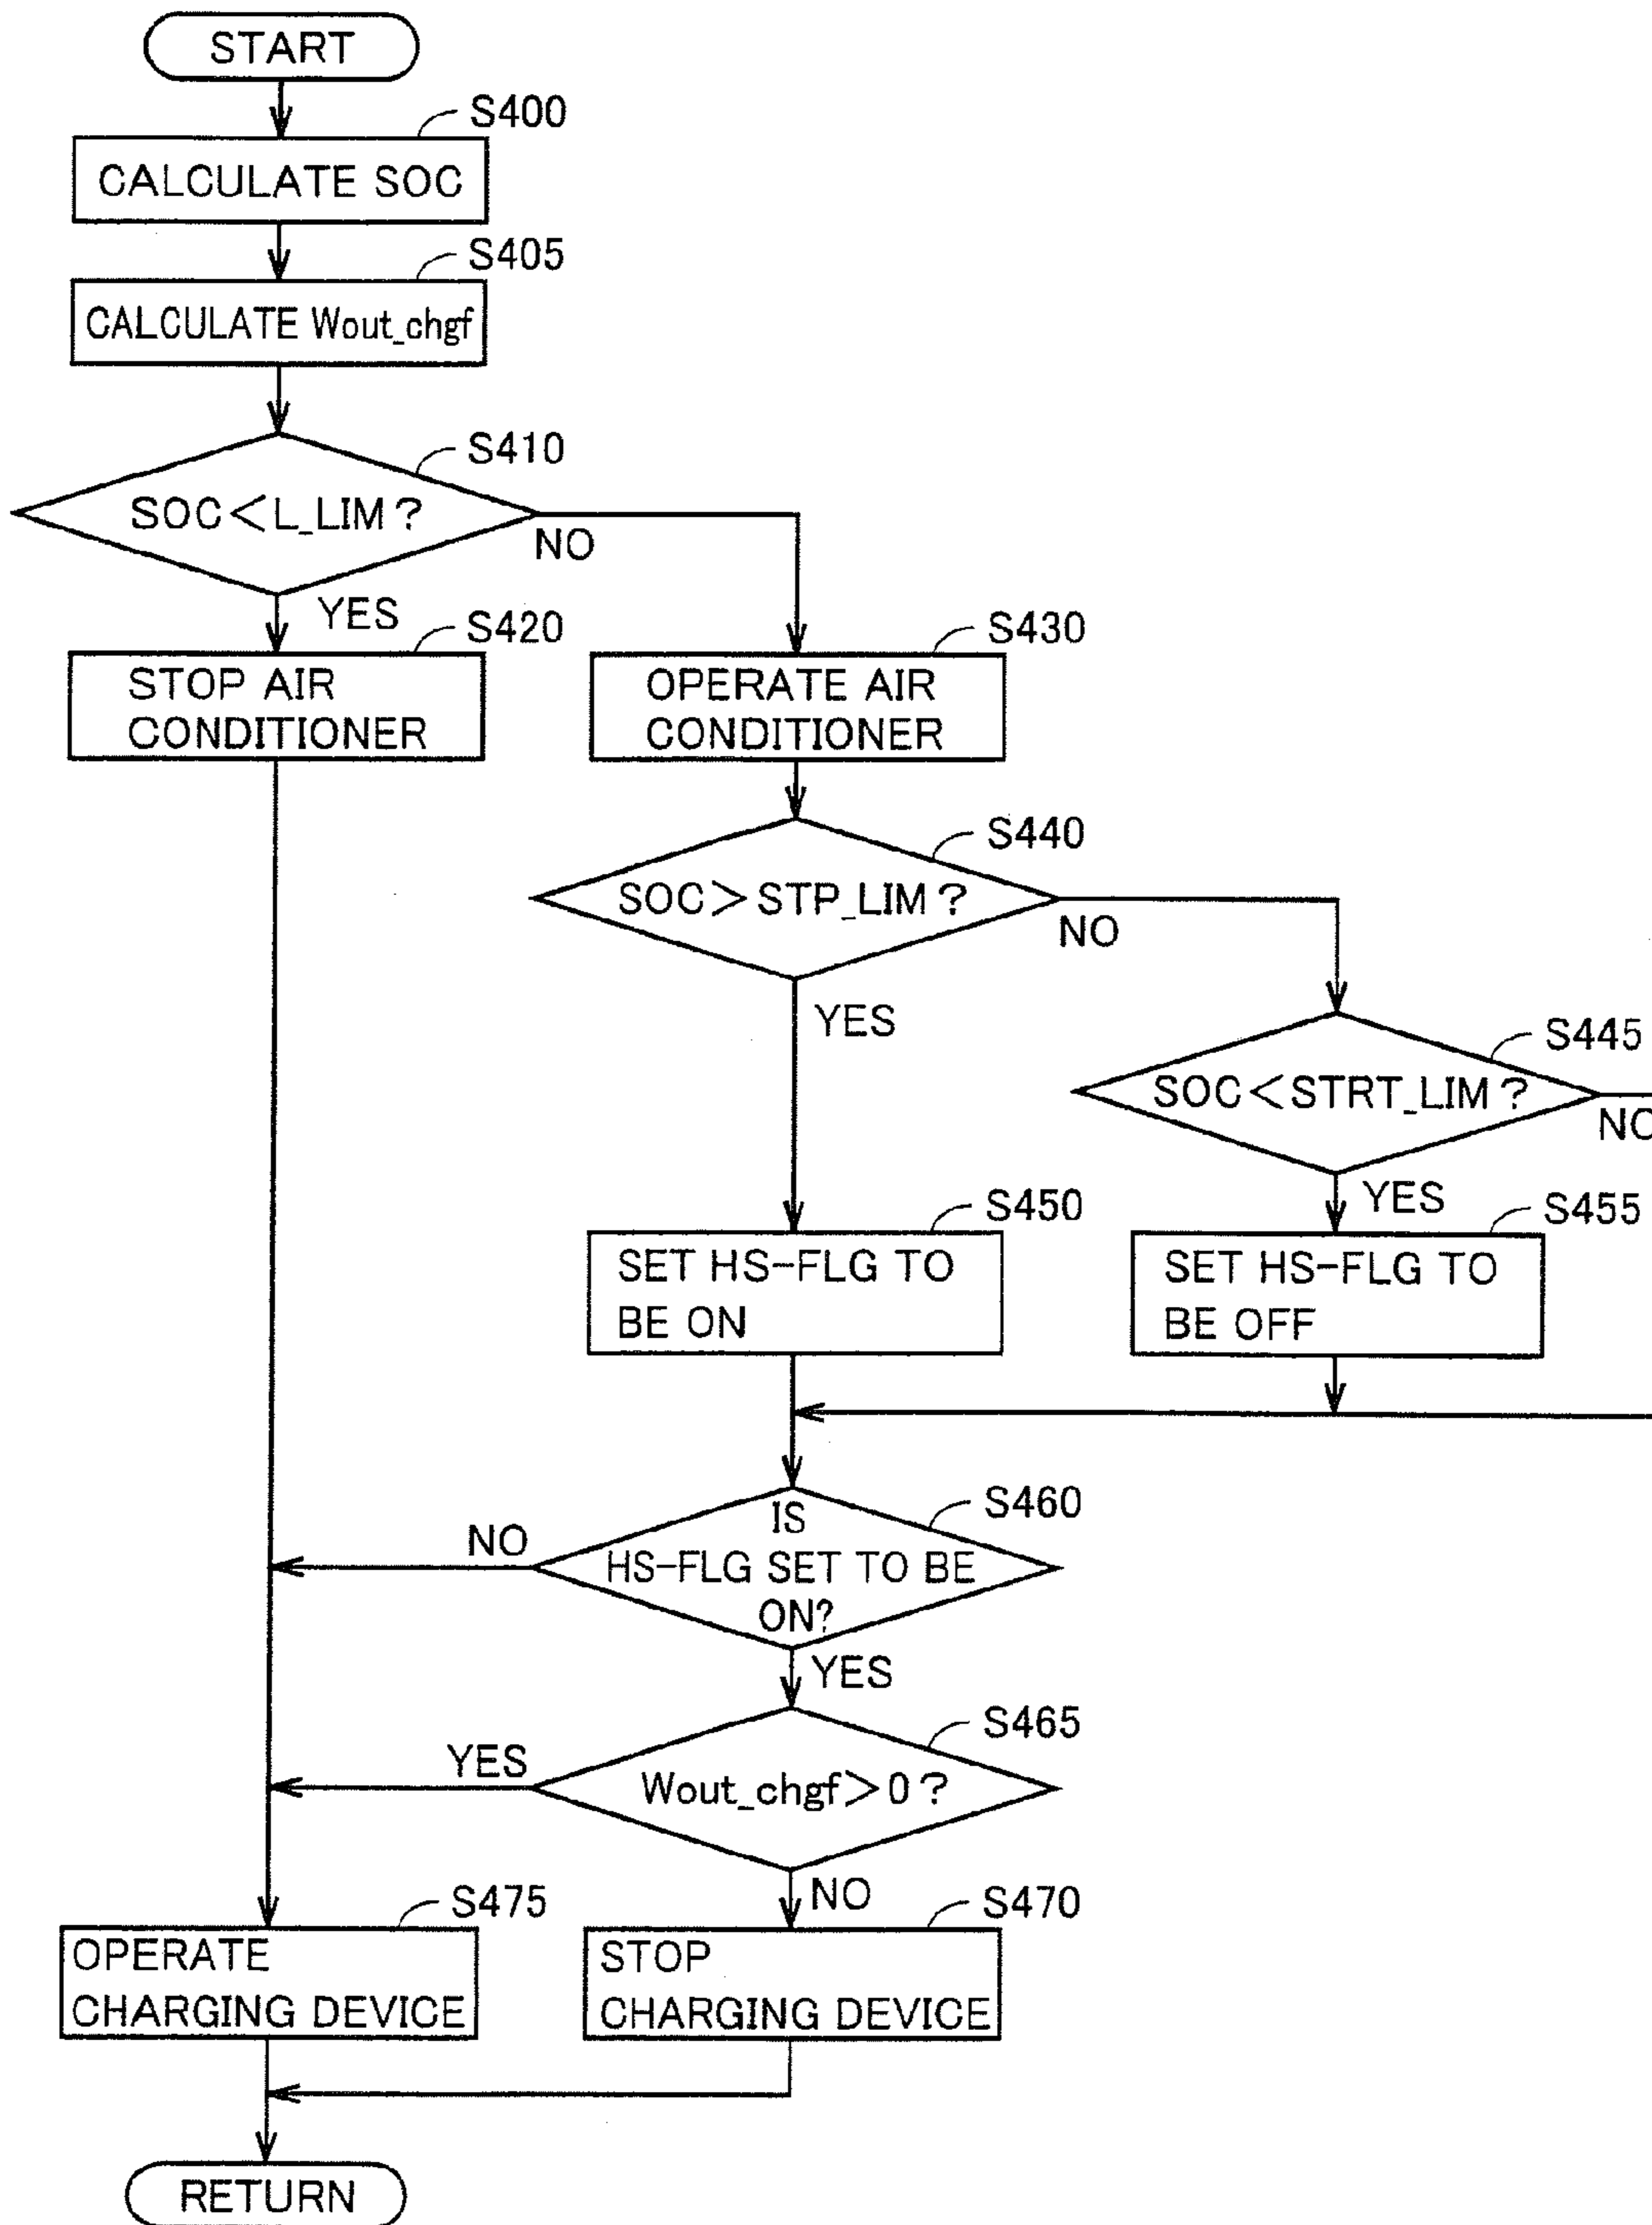 START
S400
CALCULATE SOC
S405
CALCULATE Wout_chgf
S410
SOC<L_LIM?
NO
YES
S420
STOP AIR
CONDITIONER
S430
OPERATE AIR
CONDITIONER
S440
SOC>STP_LIM?
NO
YES
S445
SOC<STRT_LIM?
NO
YES
S450
SET HS-FLG TO
BE ON
S455
SET HS-FLG TO
BE OFF
S460
IS
HS-FLG SET TO BE
ON?
NO
YES
S465
Wout_chgf>0?
YES
NO
S475
OPERATE
CHARGING DEVICE
S470
STOP
CHARGING DEVICE
RETURN